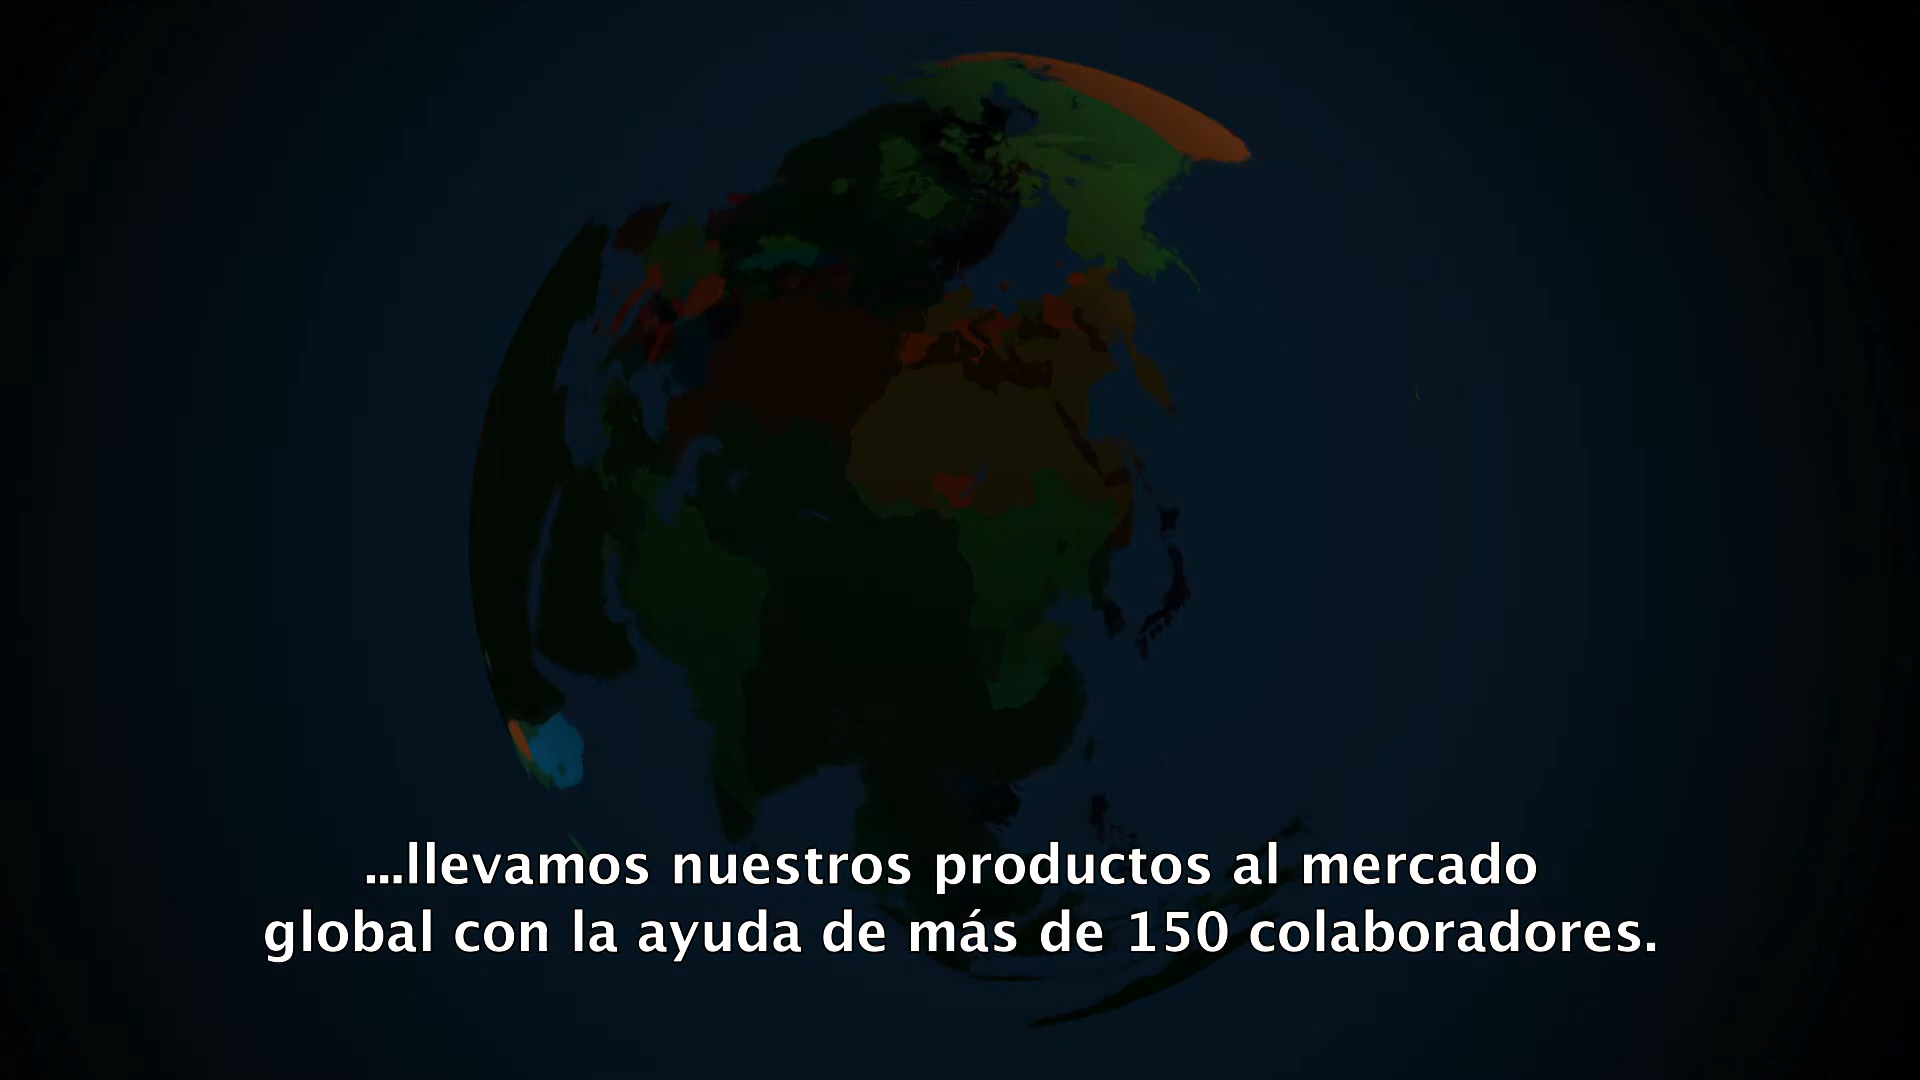 ...llevamos nuestros productos al mercado
global con la ayuda de más de 150 colaboradores.